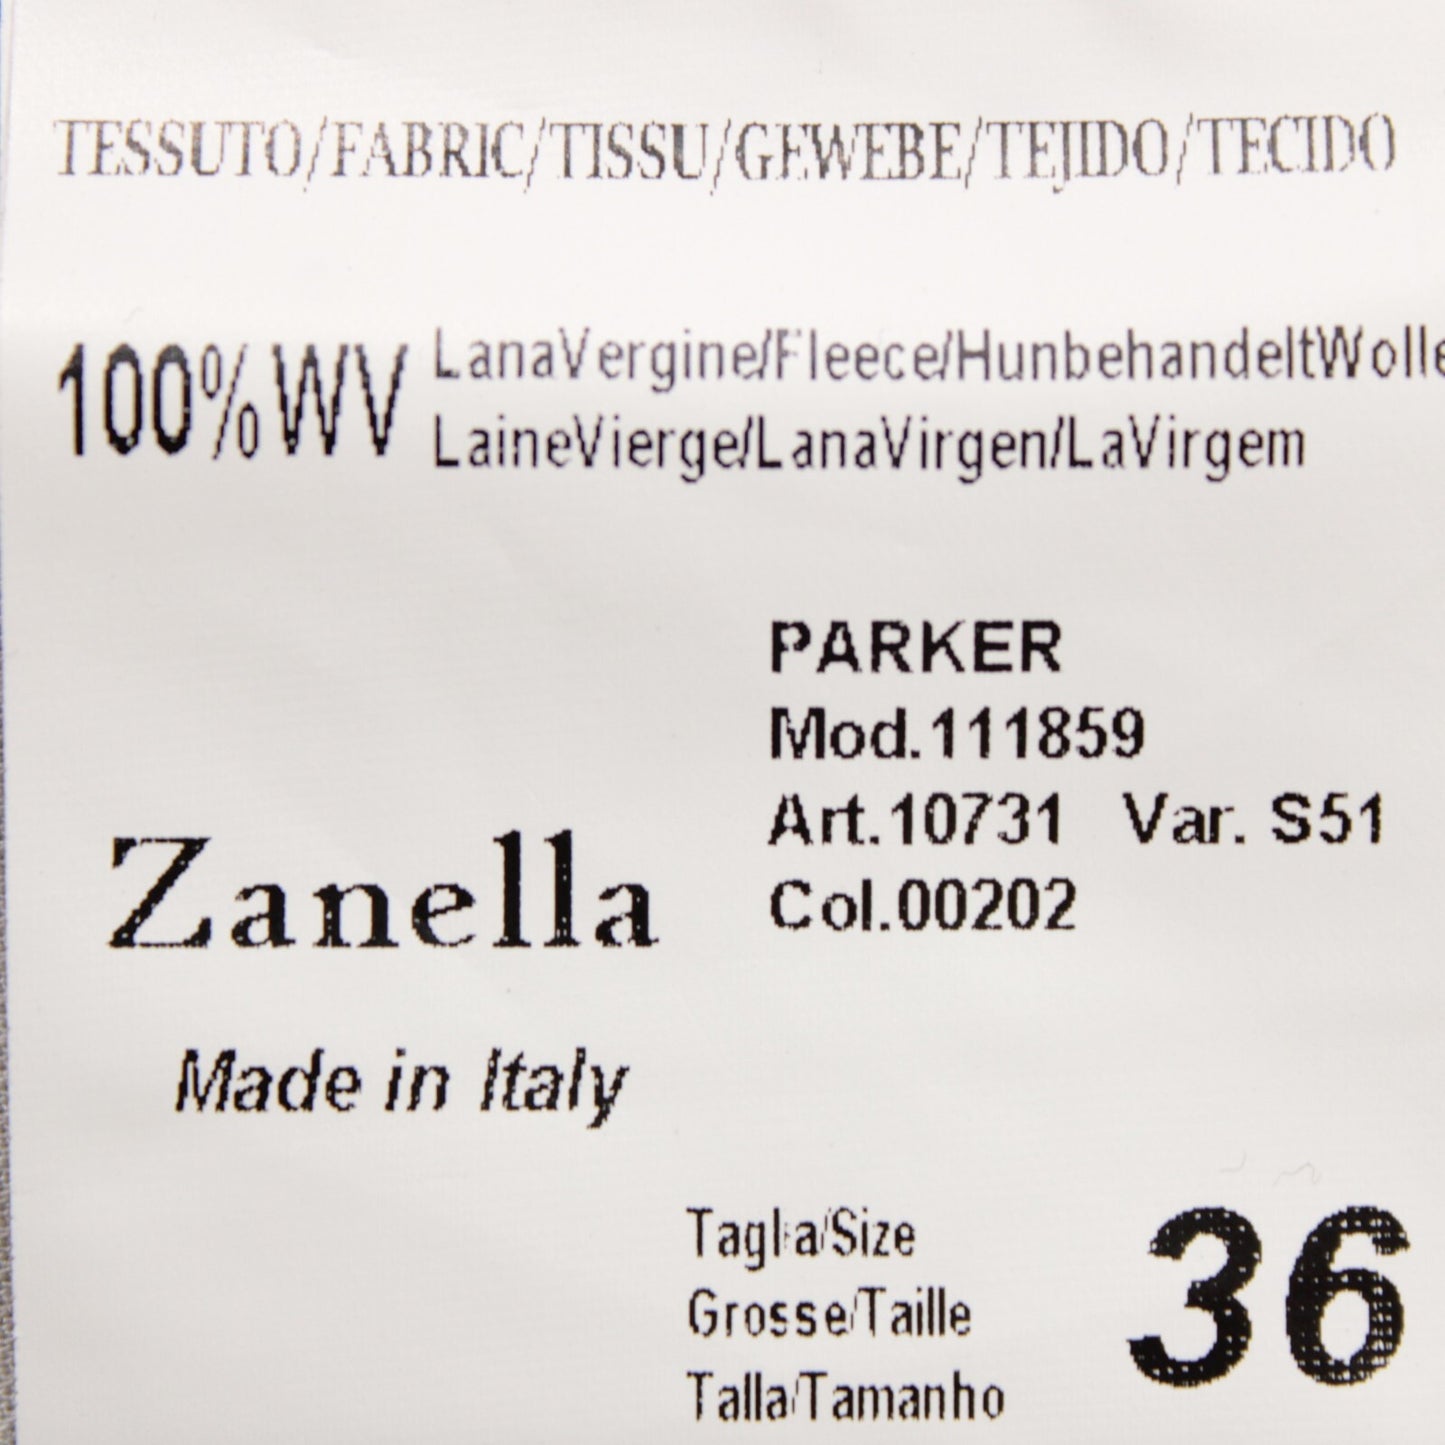 TESSUTO/FABRIC/TISSU/GEWEBE/TEJIDO/TECIDO
100% WV LanaVergine/Fleece/HunbehandeltWolle
LaineVierge/LanaVirgen/LaVirgem
PARKER
Mod.111859
Art.10731 Var. S51
Col.00202
Zanella
Made in Italy
Taglia/Size
Grosse/Taille
Talla/Tamanho
36